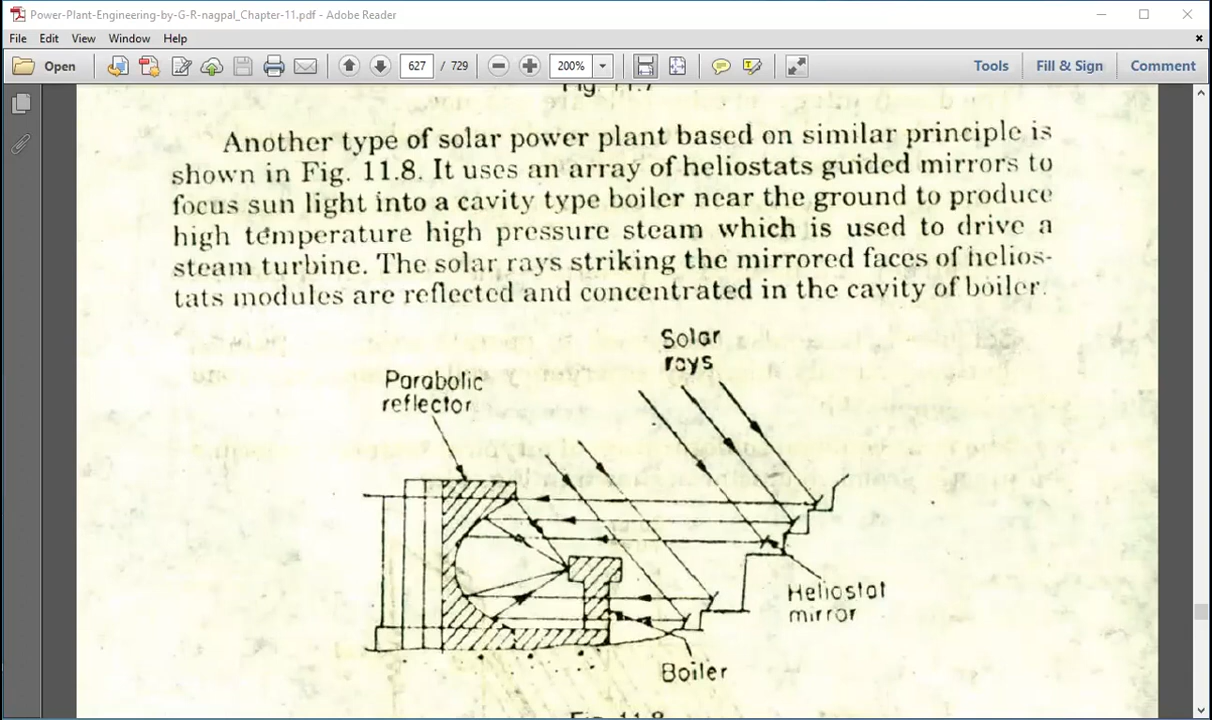 Power-Plant-Engineering-by-G-R-nagpal_Chapter-11.pdf - Adobe Reader
File Edit View Window Help
Open 627 / 729 200% Tools Fill & Sign Comment
Another type of solar power plant based on similar principle is
shown in Fig. 11.8. It uses an array of heliostats guided mirrors to
focus sun light into a cavity type boiler near the ground to produce
high temperature high pressure steam which is used to drive a
steam turbine. The solar rays striking the mirrored faces of helios-
tats modules are reflected and concentrated in the cavity of boiler.
Solar
rays
Parabolic
reflector
Heliostat
mirror
Boiler